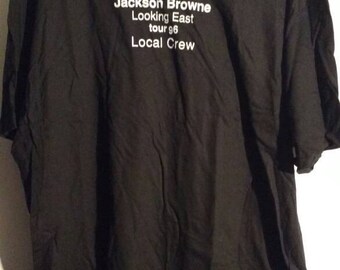 Jackson Browne
Looking East
tour 96
Local Crew